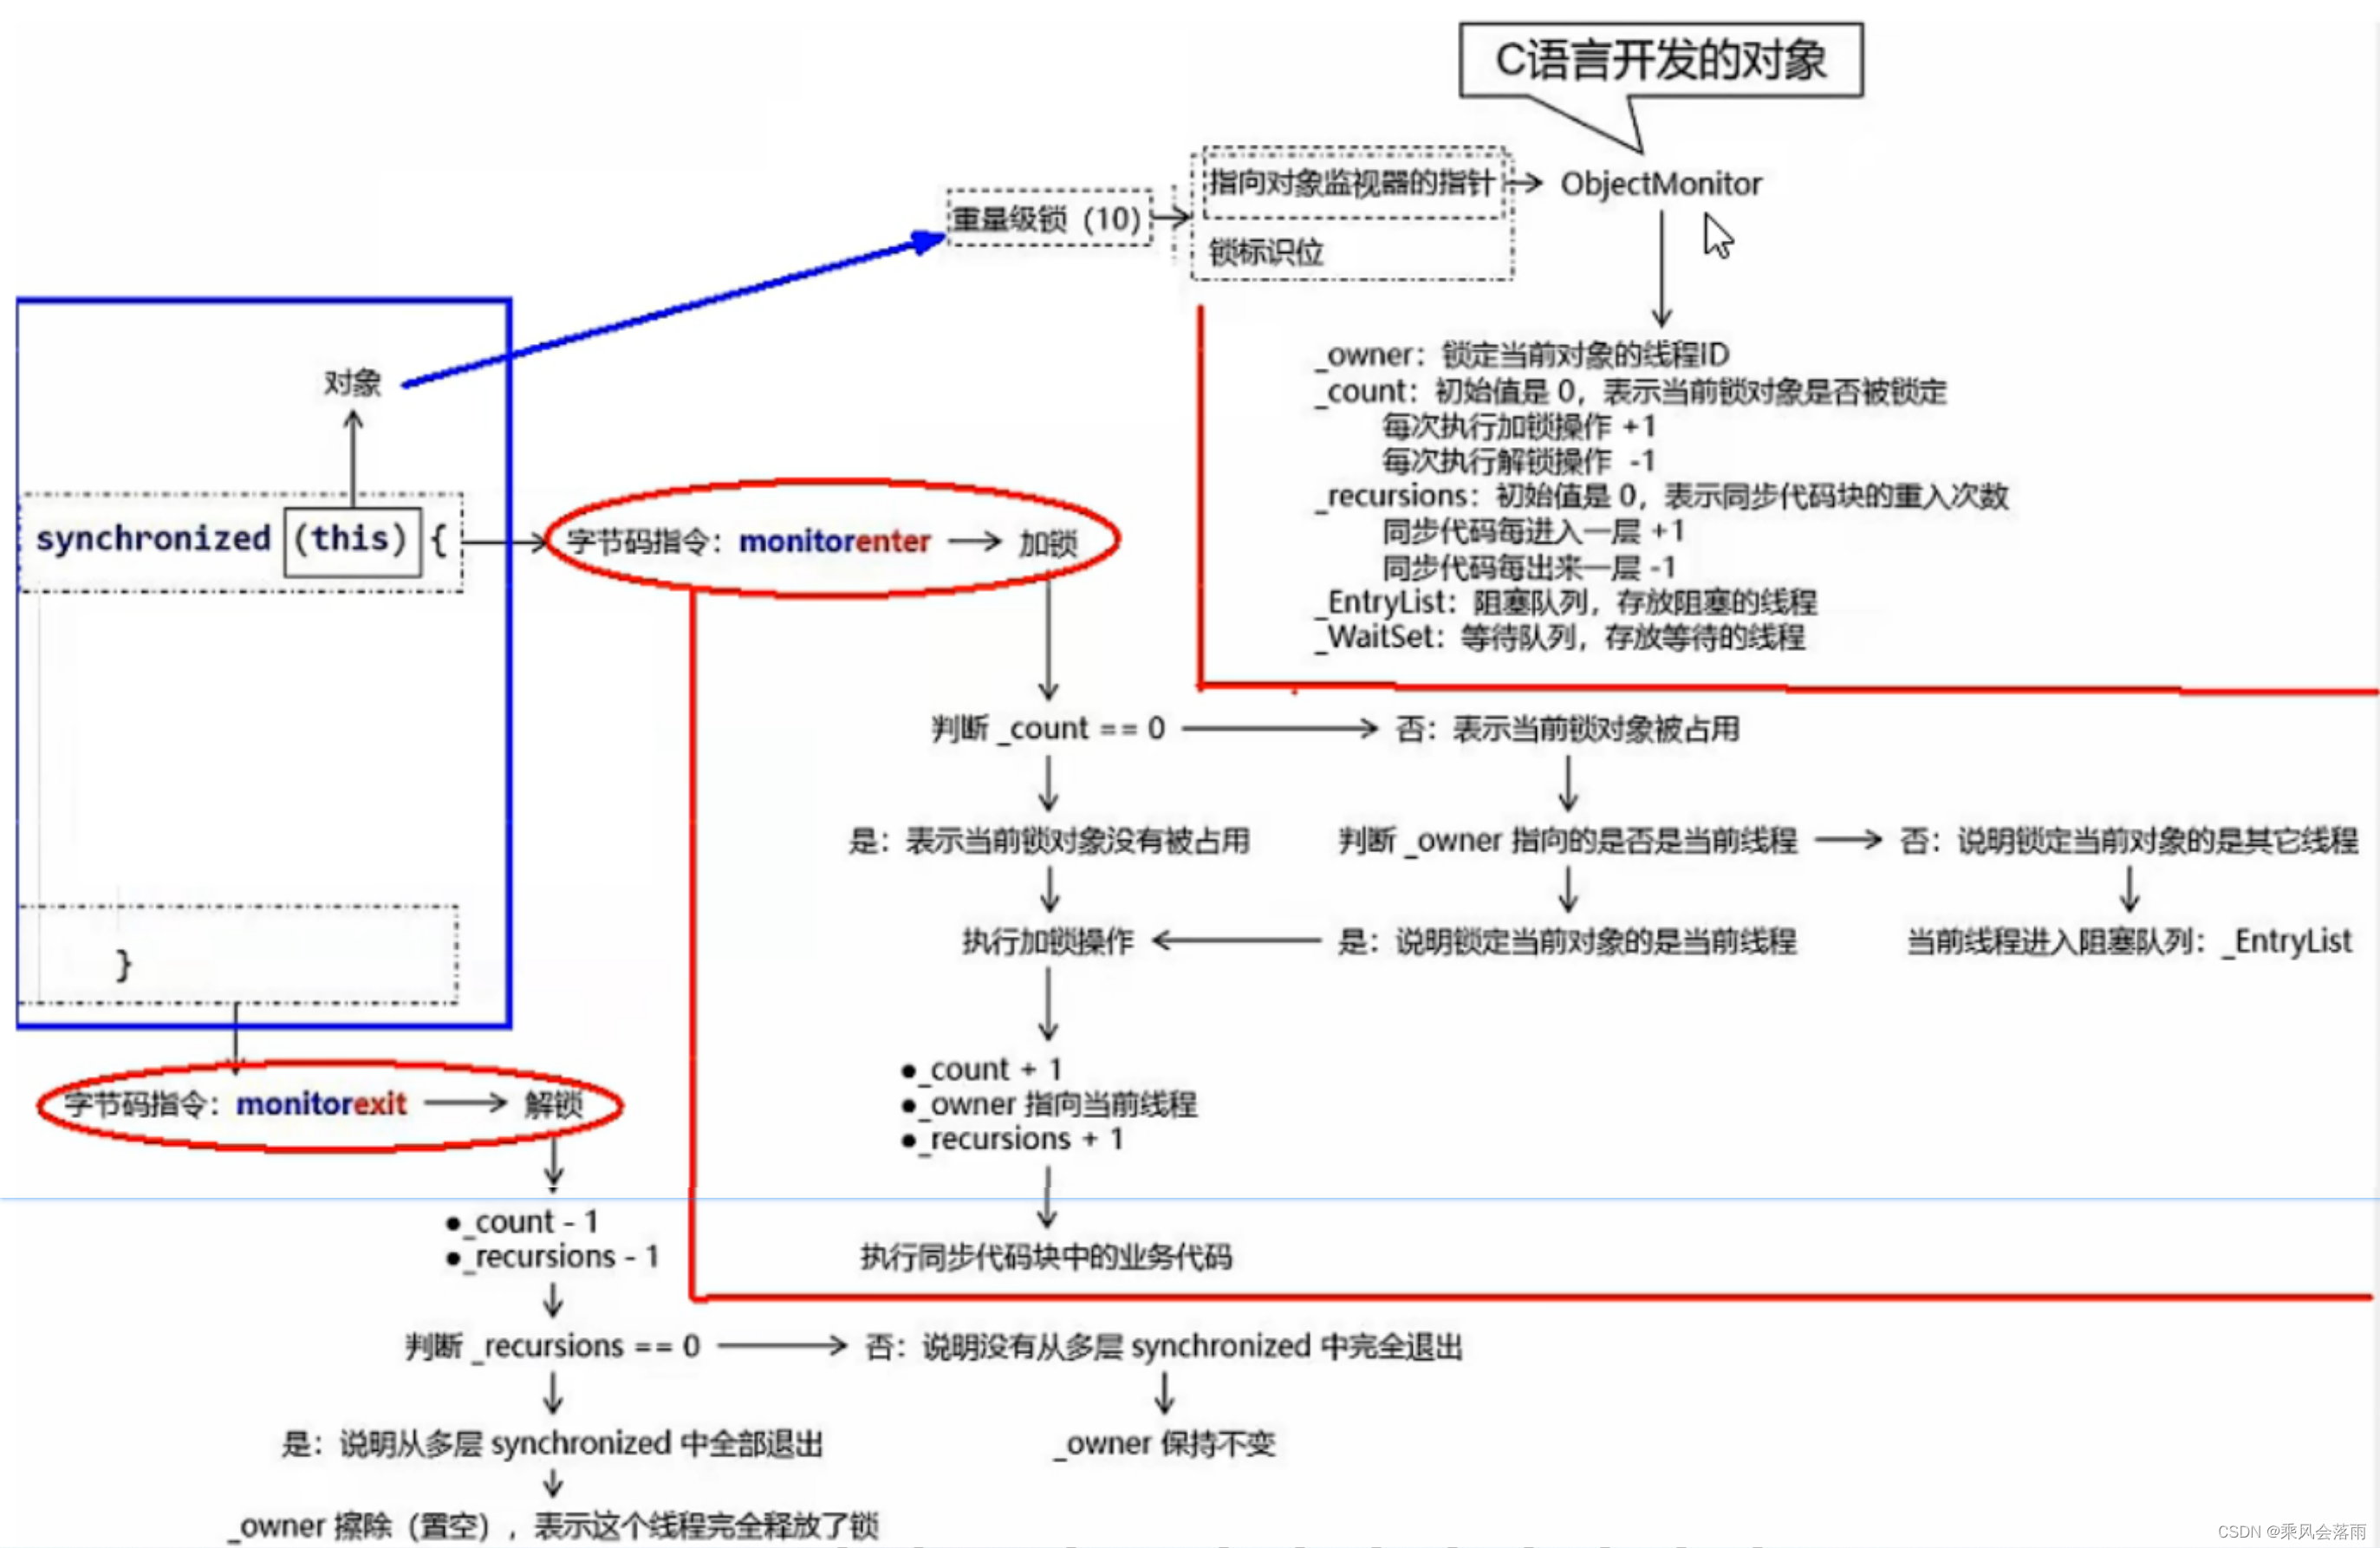 C语言开发的对象
指向对象监视器的指针
ObjectMonitor
重量级锁 (10)
锁标识位
_owner：锁定当前对象的线程ID
_count：初始值是 0，表示当前锁对象是否被锁定
每次执行加锁操作 +1
每次执行解锁操作 -1
_recursions：初始值是 0，表示同步代码块的重入次数
同步代码每进入一层 +1
同步代码每出来一层 -1
_EntryList：阻塞队列，存放阻塞的线程
_WaitSet：等待队列，存放等待的线程
对象
synchronized (this) {
字节码指令：monitorenter
加锁
判断 _count == 0
否：表示当前锁对象被占用
是：表示当前锁对象没有被占用
判断 _owner 指向的是否是当前线程
否：说明锁定当前对象的是其它线程
执行加锁操作
是：说明锁定当前对象的是当前线程
当前线程进入阻塞队列：_EntryList
●_count + 1
●_owner 指向当前线程
●_recursions + 1
执行同步代码块中的业务代码
}
字节码指令：monitorexit
解锁
●_count - 1
●_recursions - 1
判断 _recursions == 0
否：说明没有从多层 synchronized 中完全退出
是：说明从多层 synchronized 中全部退出
_owner 保持不变
_owner 擦除（置空），表示这个线程完全释放了锁
CSDN @乘风会落雨